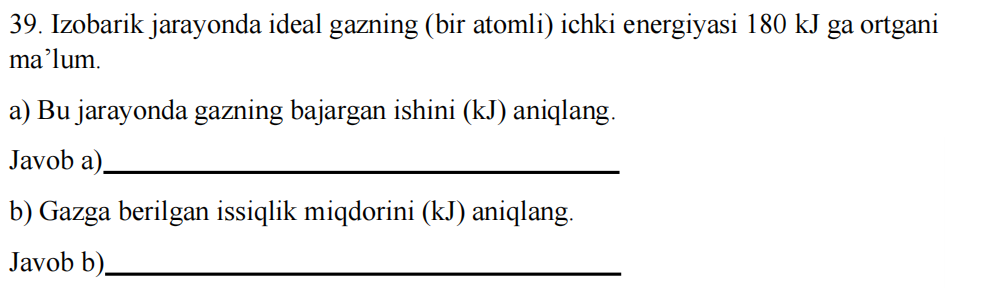 39. Izobarik jarayonda ideal gazning (bir atomli) ichki energiyasi 180 kJ ga ortgani
ma’lum.
a) Bu jarayonda gazning bajargan ishini (kJ) aniqlang.
Javob a)
b) Gazga berilgan issiqlik miqdorini (kJ) aniqlang.
Javob b)